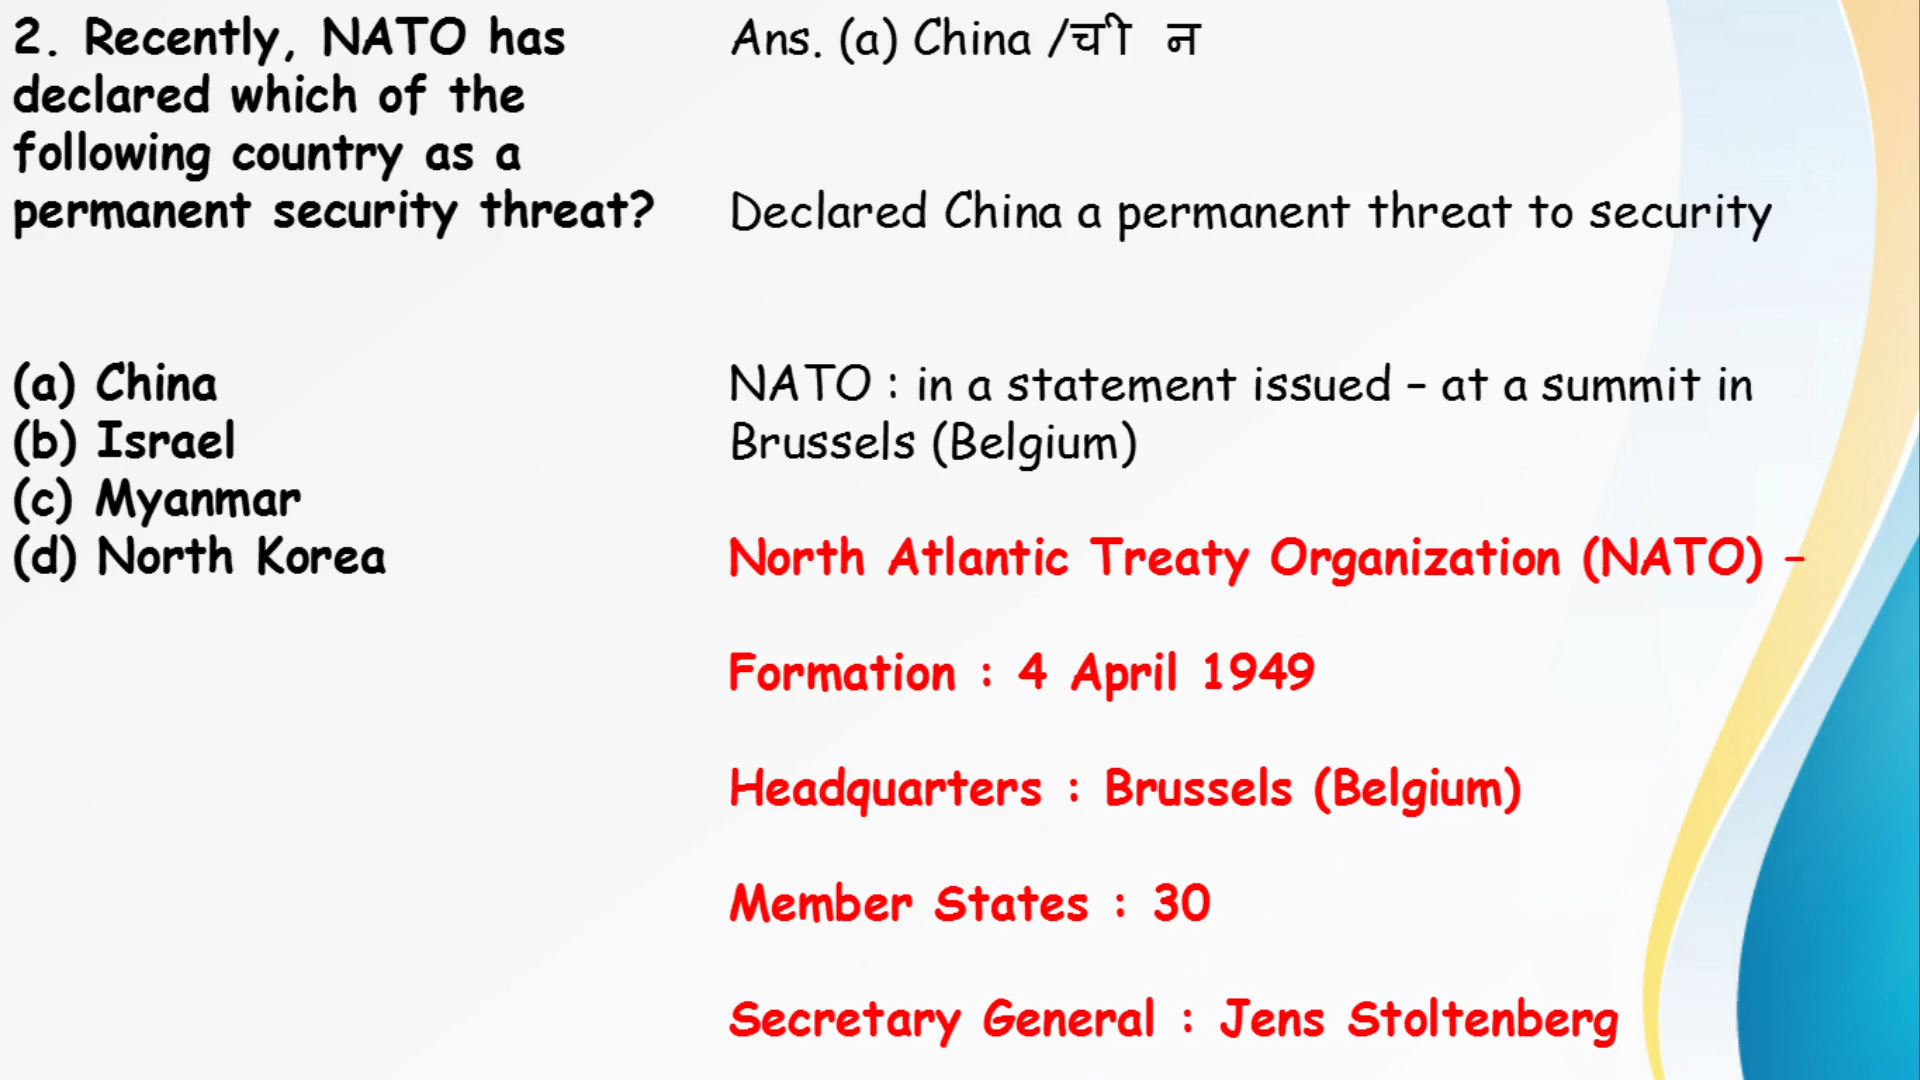 2. Recently, NATO has
declared which of the
following country as a
permanent security threat?
(a) China
(b) Israel
(c) Myanmar
(d) North Korea
Ans. (a) China /ची न
Declared China a permanent threat to security
NATO : in a statement issued – at a summit in
Brussels (Belgium)
North Atlantic Treaty Organization (NATO) –
Formation : 4 April 1949
Headquarters : Brussels (Belgium)
Member States : 30
Secretary General : Jens Stoltenberg